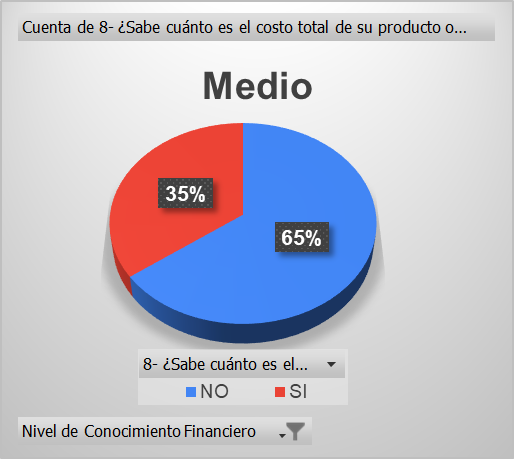 Cuenta de 8- ¿Sabe cuánto es el costo total de su producto o...
Medio
35%
65%
8- ¿Sabe cuánto es el...
NO SI
Nivel de Conocimiento Financiero